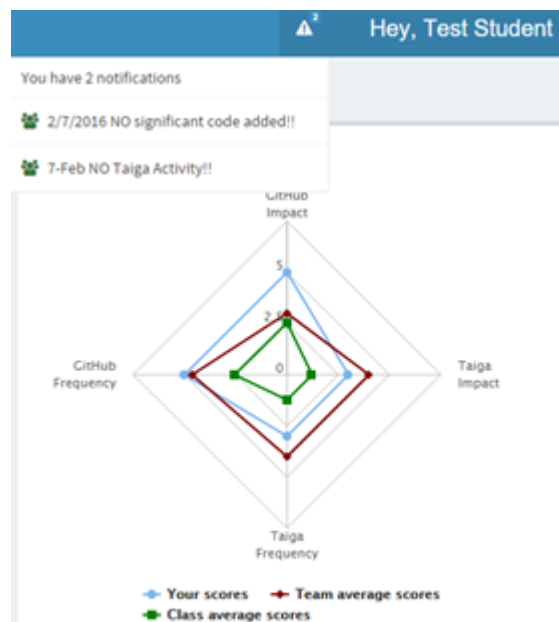 2
Hey, Test Student
You have 2 notifications
2/7/2016 NO significant code added!!
7-Feb NO Taiga Activity!!
GitHub
Impact
5
2.5
0
GitHub
Frequency
Taiga
Impact
Taiga
Frequency
Your scores
Team average scores
Class average scores